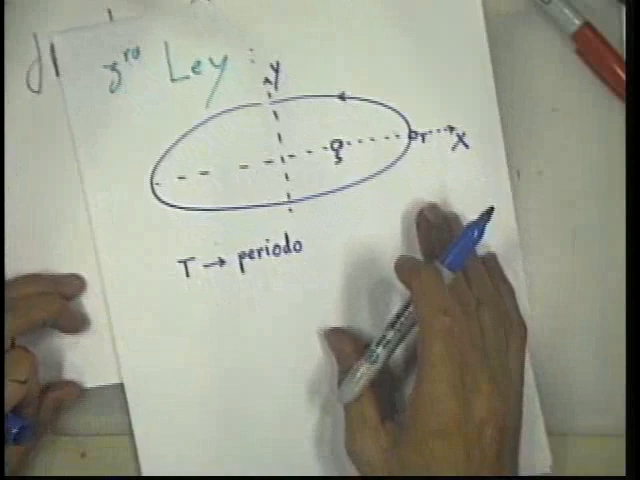 3ra Ley :
Y
S
T
X
T → periodo